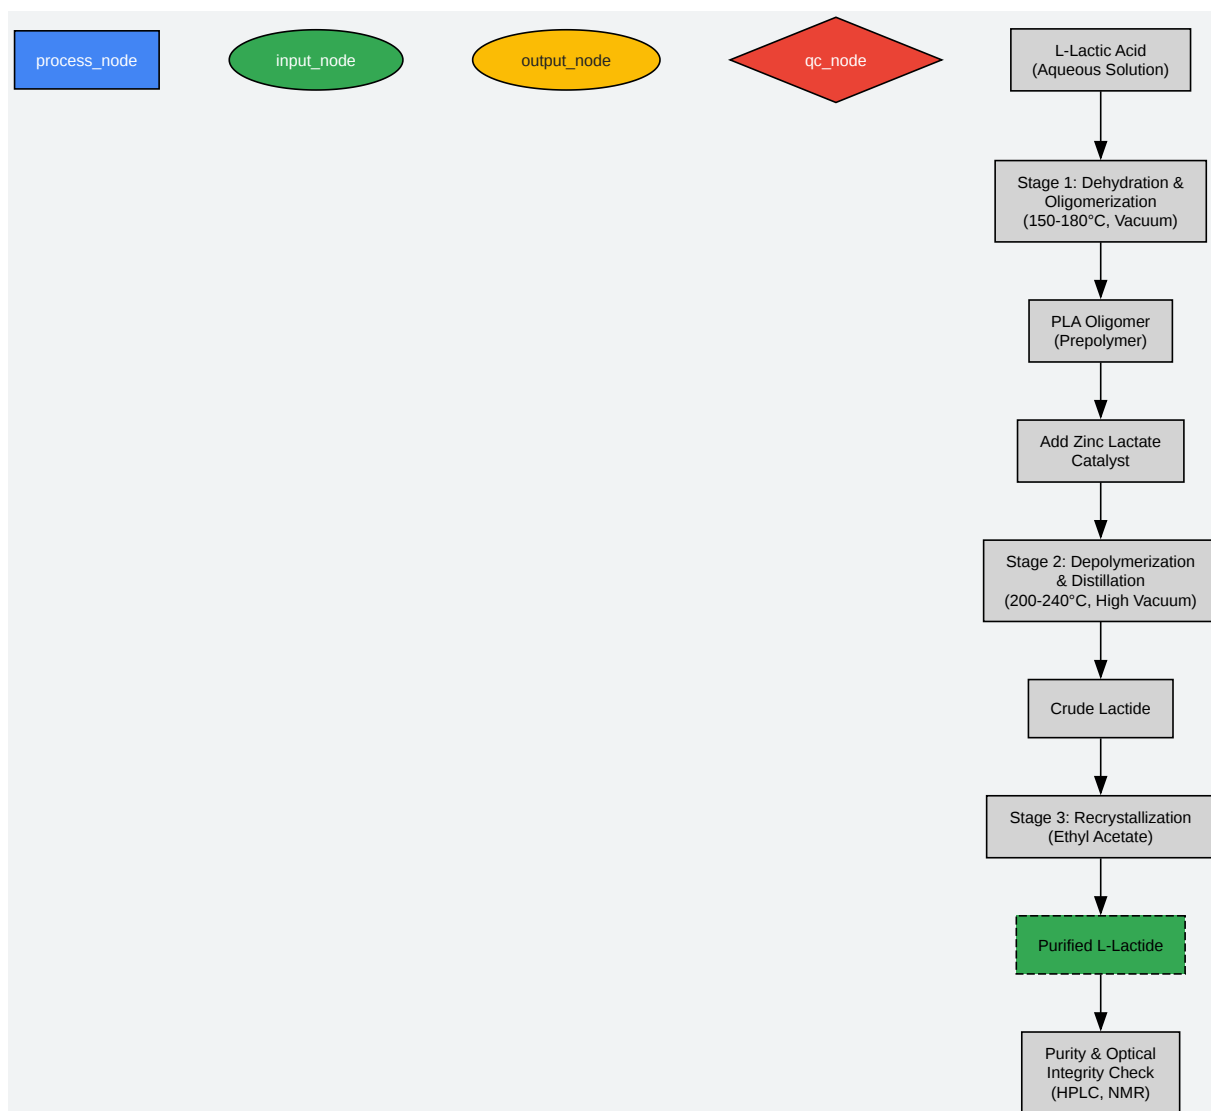 process_node
input_node
output_node
qc_node
L-Lactic Acid
(Aqueous Solution)
Stage 1: Dehydration &
Oligomerization
(150-180°C, Vacuum)
PLA Oligomer
(Prepolymer)
Add Zinc Lactate
Catalyst
Stage 2: Depolymerization
& Distillation
(200-240°C, High Vacuum)
Crude Lactide
Stage 3: Recrystallization
(Ethyl Acetate)
Purified L-Lactide
Purity & Optical
Integrity Check
(HPLC, NMR)